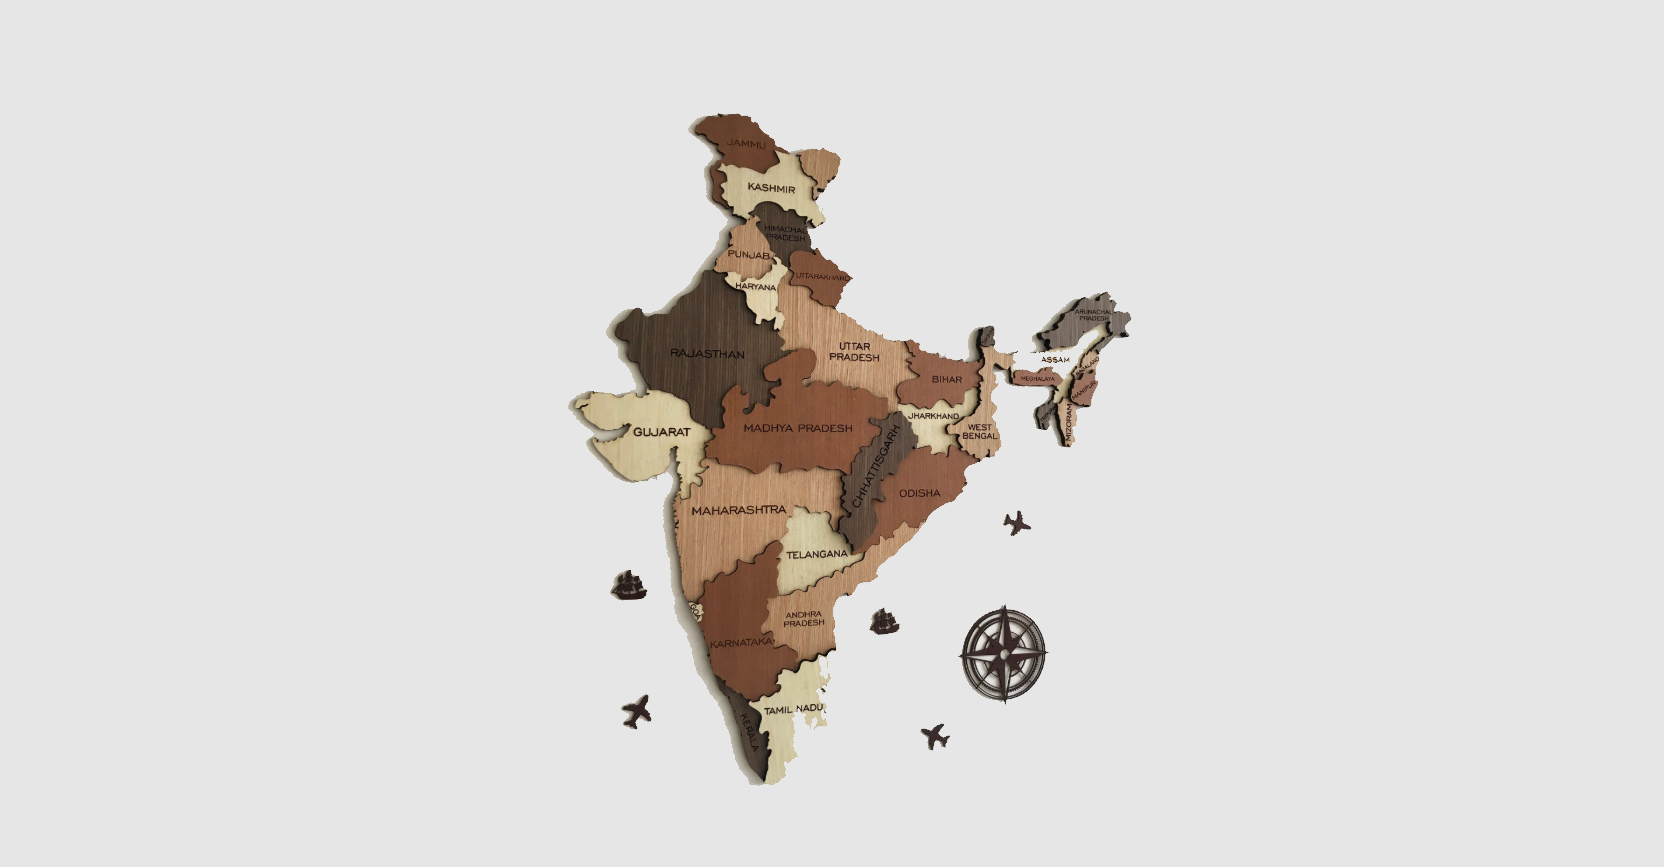 JAMMU
KASHMIR
HIMACHAL
PRADESH
PUNJAB
UTTARAKHAND
HARYANA
ARUNACHAL
PRADESH
RAJASTHAN
UTTAR
PRADESH
ASSAM
BIHAR
MEGHALAYA
MANIPUR
MIZORAM
JHARKHAND
GUJARAT
MADHYA PRADESH
WEST
BENGAL
CHHATTISGARH
ODISHA
MAHARASHTRA
TELANGANA
ANDHRA
PRADESH
KARNATAKA
TAMIL NADU
KERALA